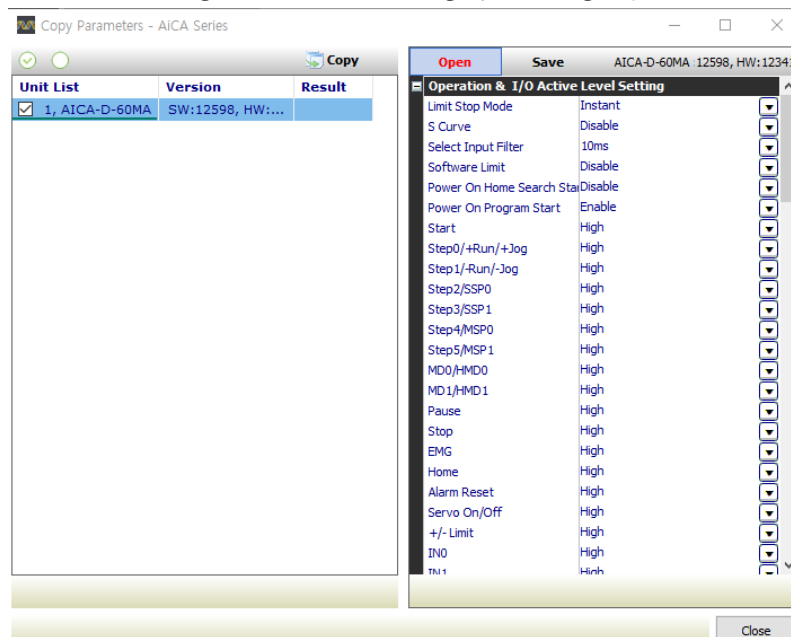 Copy Parameters - AiCA Series
Copy
Unit List Version Result
1, AICA-D-60MA SW:12598, HW:...
Open Save AICA-D-60MA :12598, HW:1234:
Operation & I/O Active Level Setting
Limit Stop Mode Instant
S Curve Disable
Select Input Filter 10ms
Software Limit Disable
Power On Home Search Sta Disable
Power On Program Start Enable
Start High
Step0/+Run/+Jog High
Step1/-Run/-Jog High
Step2/SSP0 High
Step3/SSP1 High
Step4/MSP0 High
Step5/MSP1 High
MD0/HMD0 High
MD1/HMD1 High
Pause High
Stop High
EMG High
Home High
Alarm Reset High
Servo On/Off High
+/- Limit High
IN0 High
IN1 High
Close